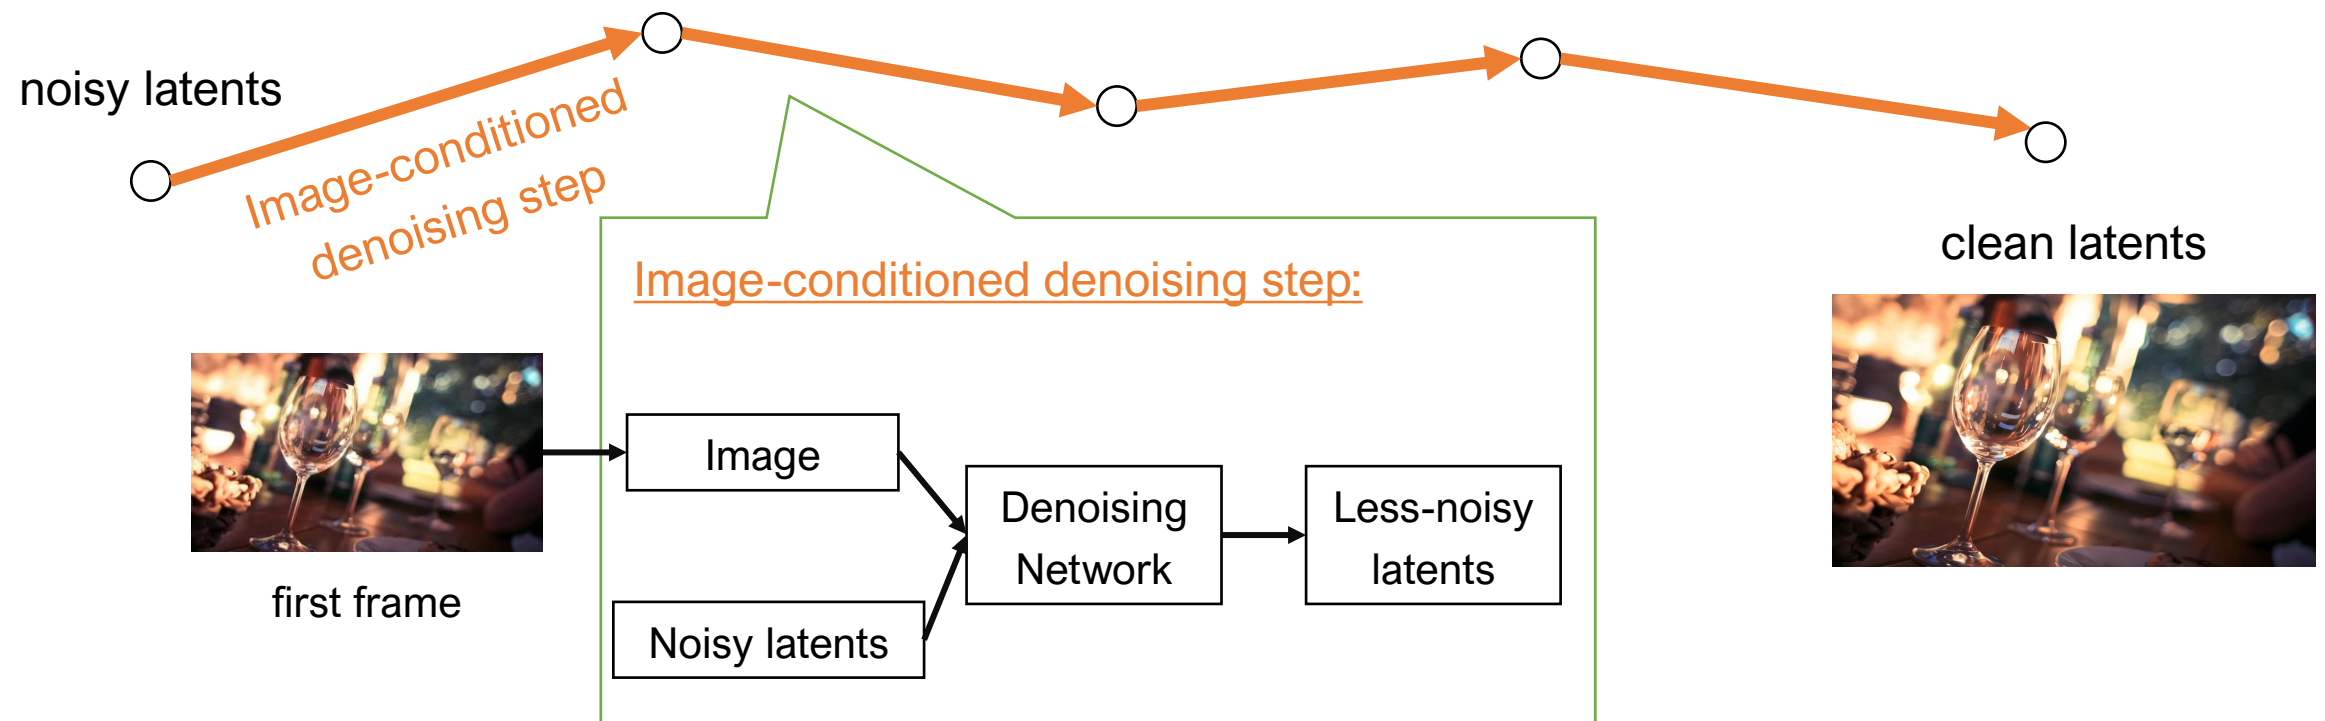 noisy latents
Image-conditioned
denoising step
clean latents
Image-conditioned denoising step:
Image
Denoising
Network
Less-noisy
latents
first frame
Noisy latents